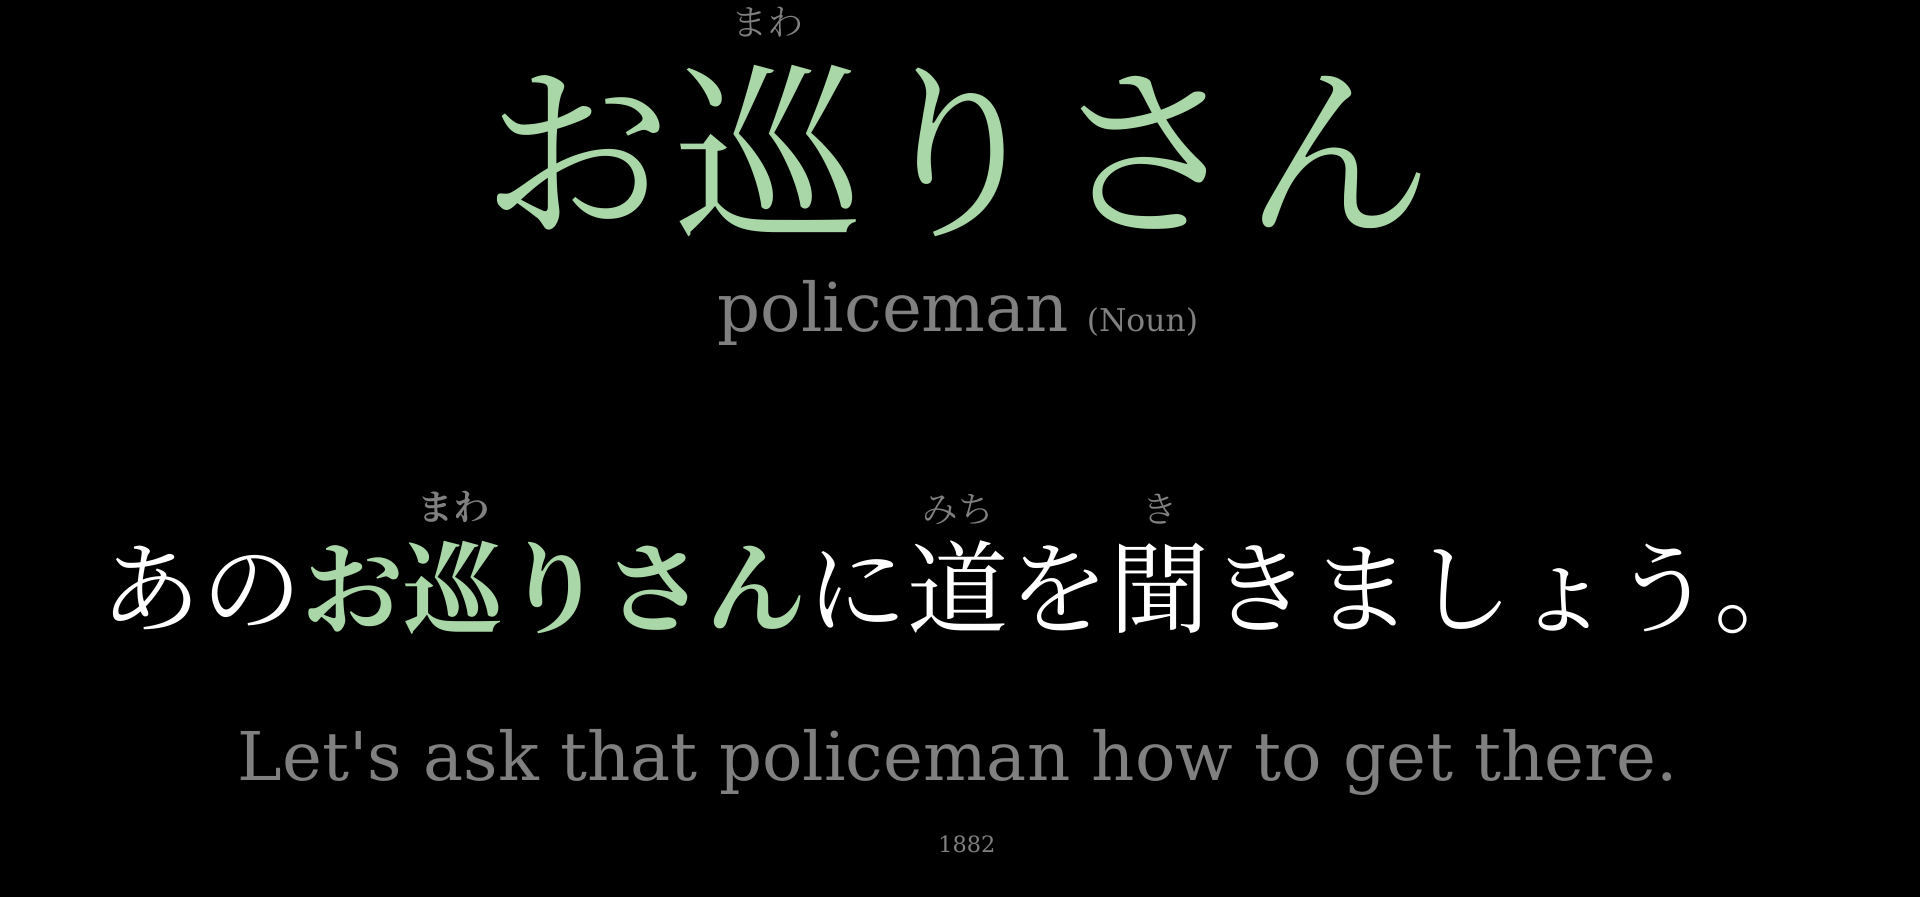 まわ
お巡りさん
policeman (Noun)
まわ みち き
あのお巡りさんに道を聞きましょう。
Let's ask that policeman how to get there.
1882